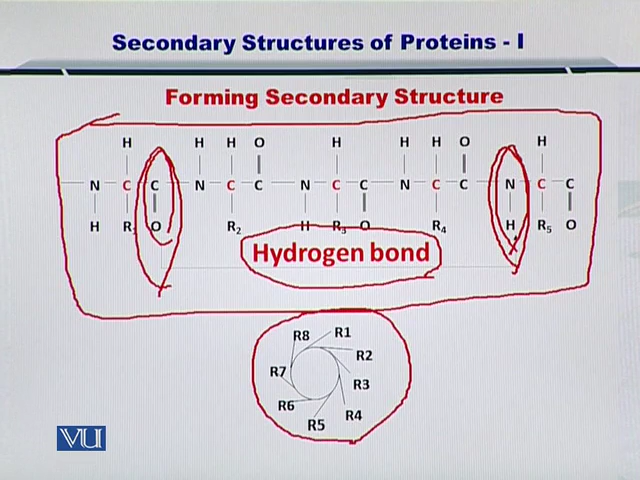 Secondary Structures of Proteins - I
Forming Secondary Structure
H H H O H H H O H
N C C N C C N C C N C C N C C
H R O R2 H R3 O R4 H R5 O
Hydrogen bond
R8 R1
R7 R2
R3
R6 R4
R5
VU